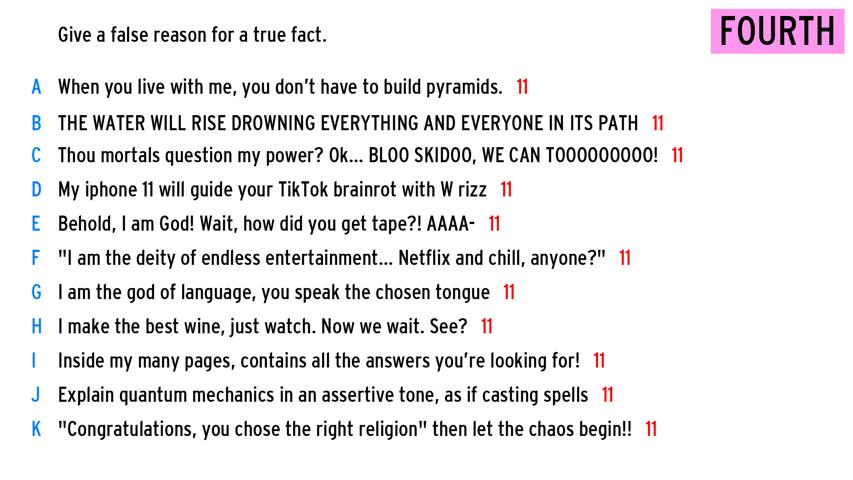 Give a false reason for a true fact.
FOURTH
A When you live with me, you don't have to build pyramids. 11
B THE WATER WILL RISE DROWNING EVERYTHING AND EVERYONE IN ITS PATH 11
C Thou mortals question my power? Ok... BLOO SKIDOO, WE CAN TOOOOOOOOO! 11
D My iphone 11 will guide your TikTok brainrot with W rizz 11
E Behold, I am God! Wait, how did you get tape?! AAAA- 11
F "I am the deity of endless entertainment... Netflix and chill, anyone?" 11
G I am the god of language, you speak the chosen tongue 11
H I make the best wine, just watch. Now we wait. See? 11
I Inside my many pages, contains all the answers you're looking for! 11
J Explain quantum mechanics in an assertive tone, as if casting spells 11
K "Congratulations, you chose the right religion" then let the chaos begin!! 11